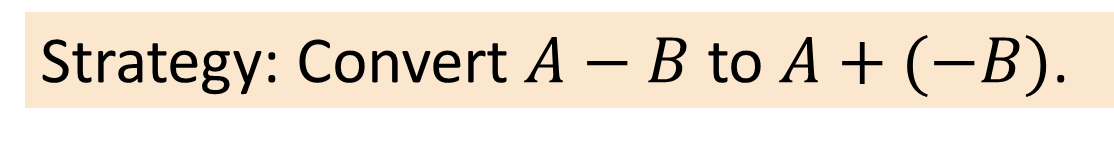 Strategy: Convert A − B to A + (−B).